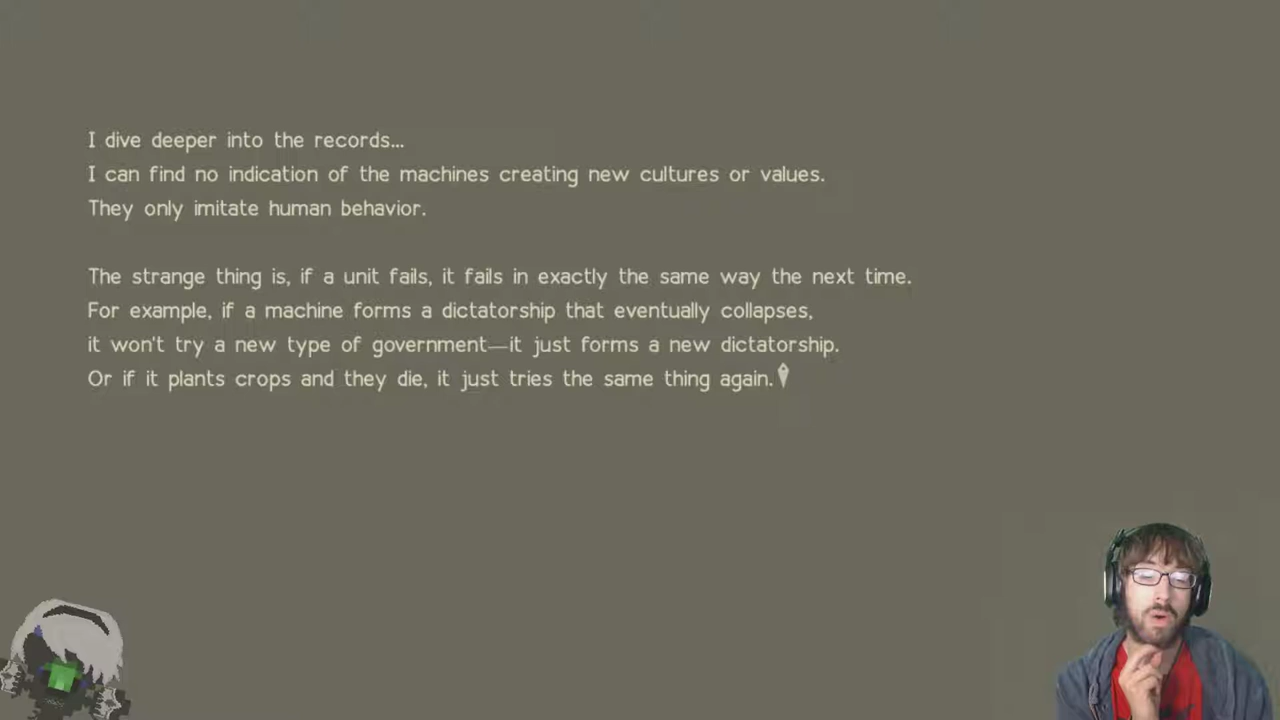 I dive deeper into the records...
I can find no indication of the machines creating new cultures or values.
They only imitate human behavior.
The strange thing is, if a unit fails, it fails in exactly the same way the next time.
For example, if a machine forms a dictatorship that eventually collapses,
it won't try a new type of government—it just forms a new dictatorship.
Or if it plants crops and they die, it just tries the same thing again.